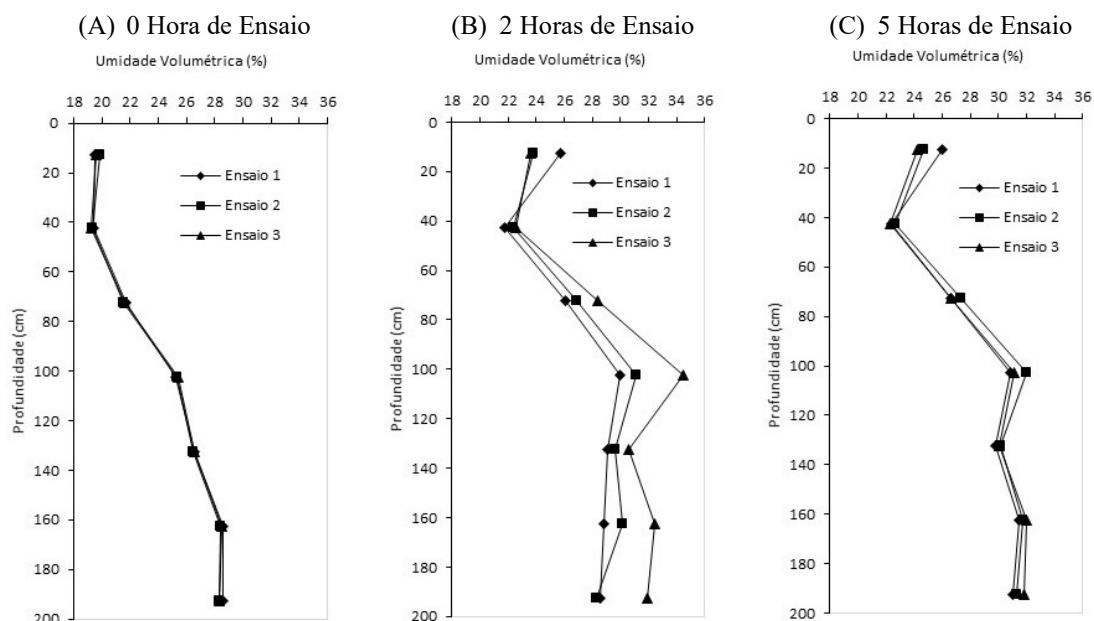 (A) 0 Hora de Ensaio
Umidade Volumétrica (%)
18 20 22 24 26 28 30 32 34 36
0
20
40
60
80
100
120
140
160
180
200
Profundidade (cm)
Ensaio 1
Ensaio 2
Ensaio 3
(B) 2 Horas de Ensaio
Umidade Volumétrica (%)
18 20 22 24 26 28 30 32 34 36
0
20
40
60
80
100
120
140
160
180
200
Profundidade (cm)
Ensaio 1
Ensaio 2
Ensaio 3
(C) 5 Horas de Ensaio
Umidade Volumétrica (%)
18 20 22 24 26 28 30 32 34 36
0
20
40
60
80
100
120
140
160
180
200
Profundidade (cm)
Ensaio 1
Ensaio 2
Ensaio 3